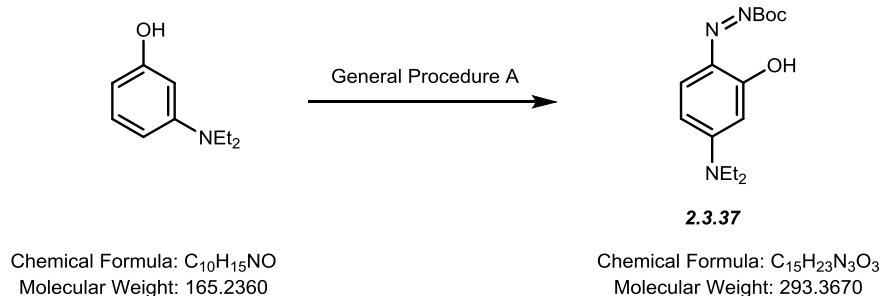 OH
NEt₂
General Procedure A
N
NBoc
OH
NEt₂
2.3.37
Chemical Formula: C₁₀H₁₅NO
Molecular Weight: 165.2360
Chemical Formula: C₁₅H₂₃N₃O₃
Molecular Weight: 293.3670